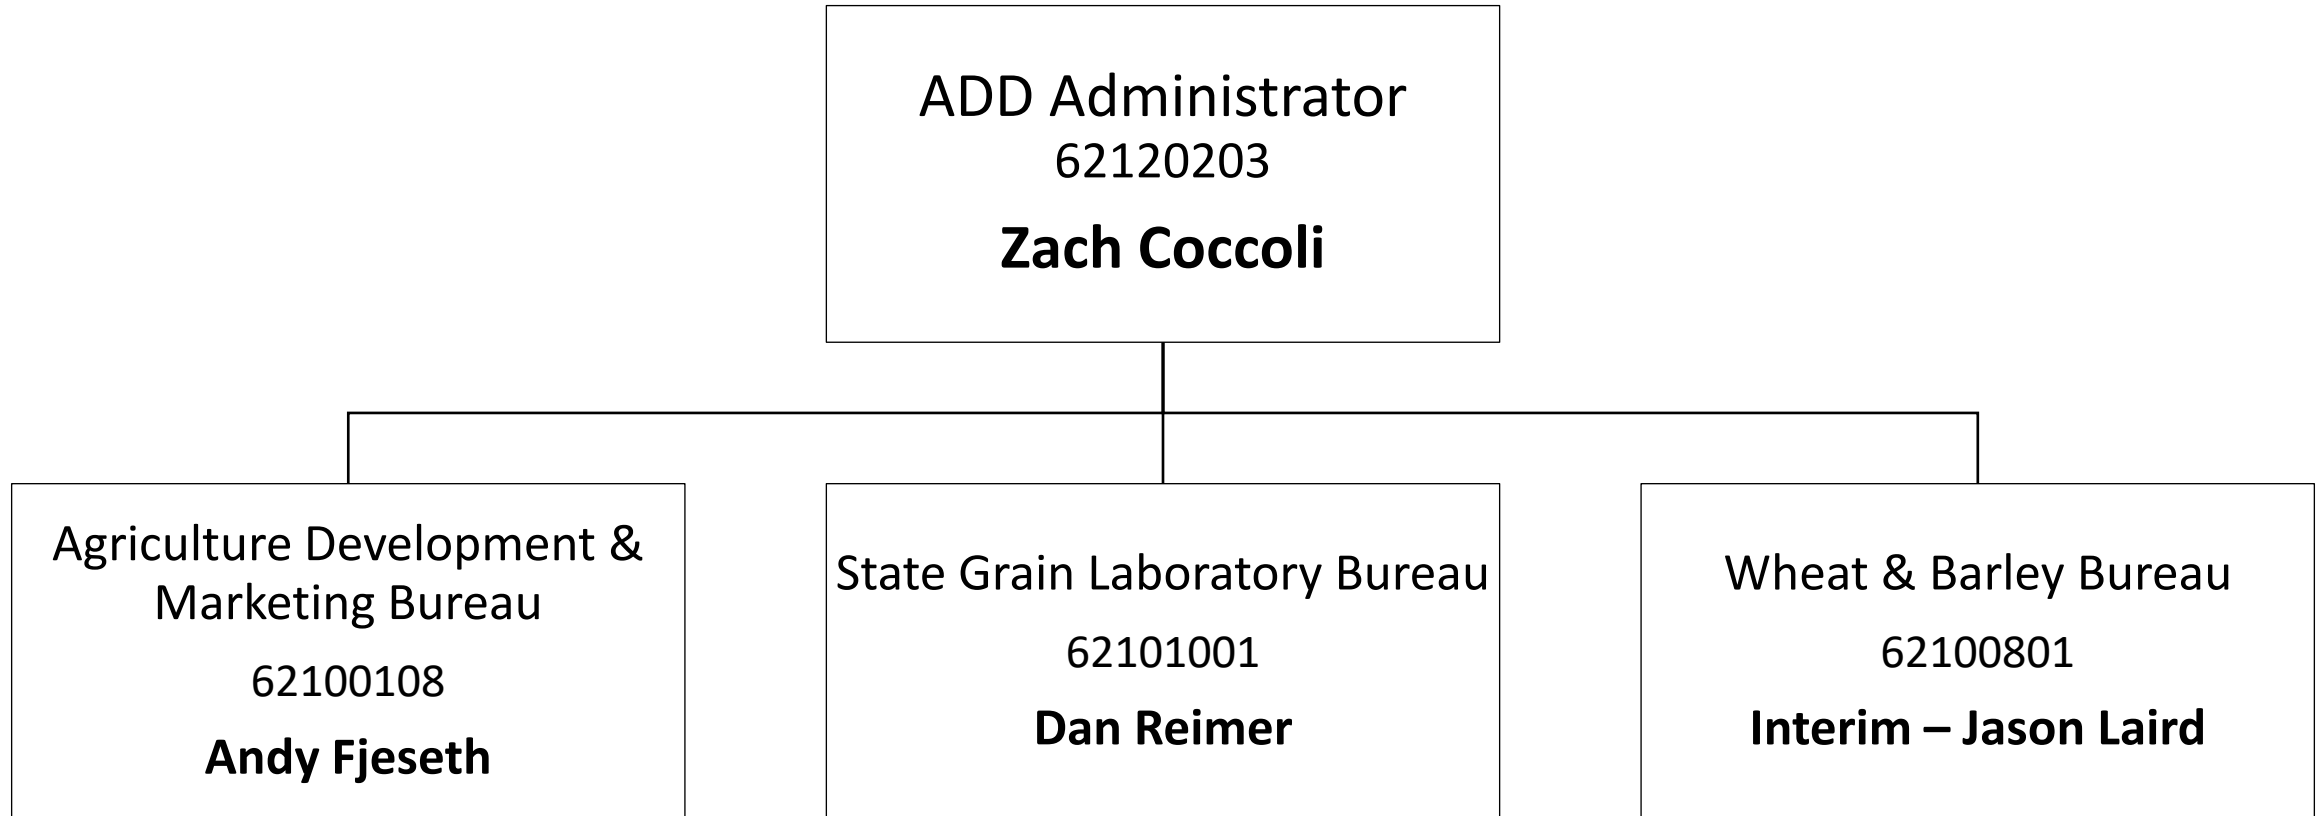 ADD Administrator
62120203
Zach Coccoli
Agriculture Development &
Marketing Bureau
62100108
Andy Fjeseth
State Grain Laboratory Bureau
62101001
Dan Reimer
Wheat & Barley Bureau
62100801
Interim – Jason Laird